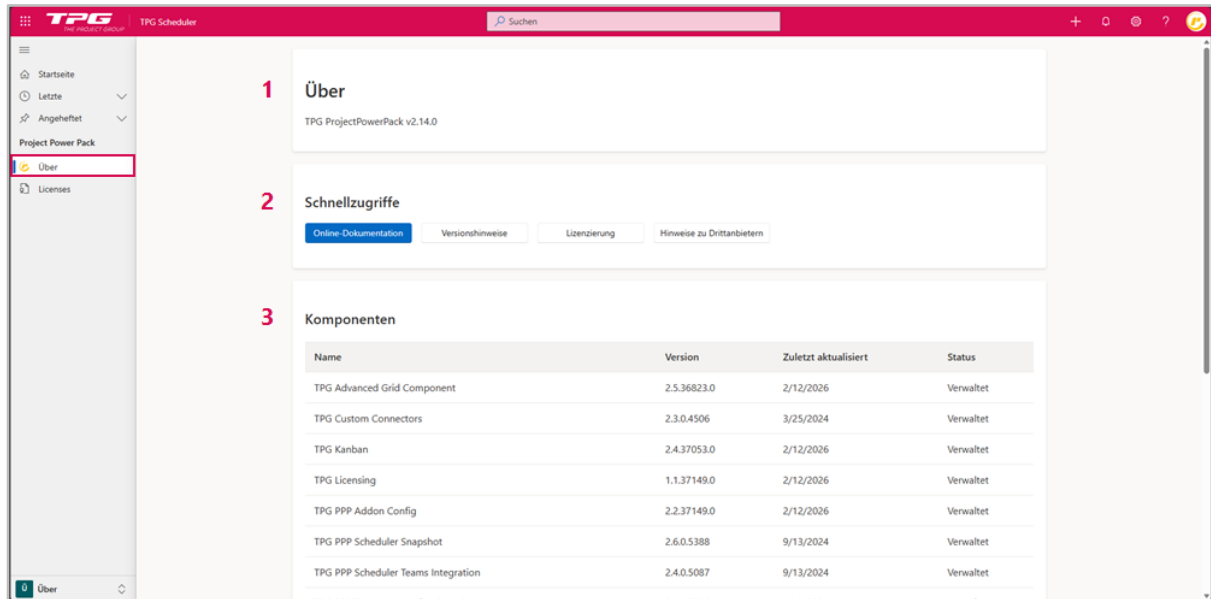 TPG
THE PROJECT GROUP
TPG Scheduler
Suchen
Startseite
Letzte
Angeheftet
Project Power Pack
Über
Licenses
Ü Über
1
Über
TPG ProjectPowerPack v2.14.0
2
Schnellzugriffe
Online-Dokumentation Versionshinweise Lizenzierung Hinweise zu Drittanbietern
3
Komponenten
Name Version Zuletzt aktualisiert Status
TPG Advanced Grid Component 2.5.36823.0 2/12/2026 Verwaltet
TPG Custom Connectors 2.3.0.4506 3/25/2024 Verwaltet
TPG Kanban 2.4.37053.0 2/12/2026 Verwaltet
TPG Licensing 1.1.37149.0 2/12/2026 Verwaltet
TPG PPP Addon Config 2.2.37149.0 2/12/2026 Verwaltet
TPG PPP Scheduler Snapshot 2.6.0.5388 9/13/2024 Verwaltet
TPG PPP Scheduler Teams Integration 2.4.0.5087 9/13/2024 Verwaltet